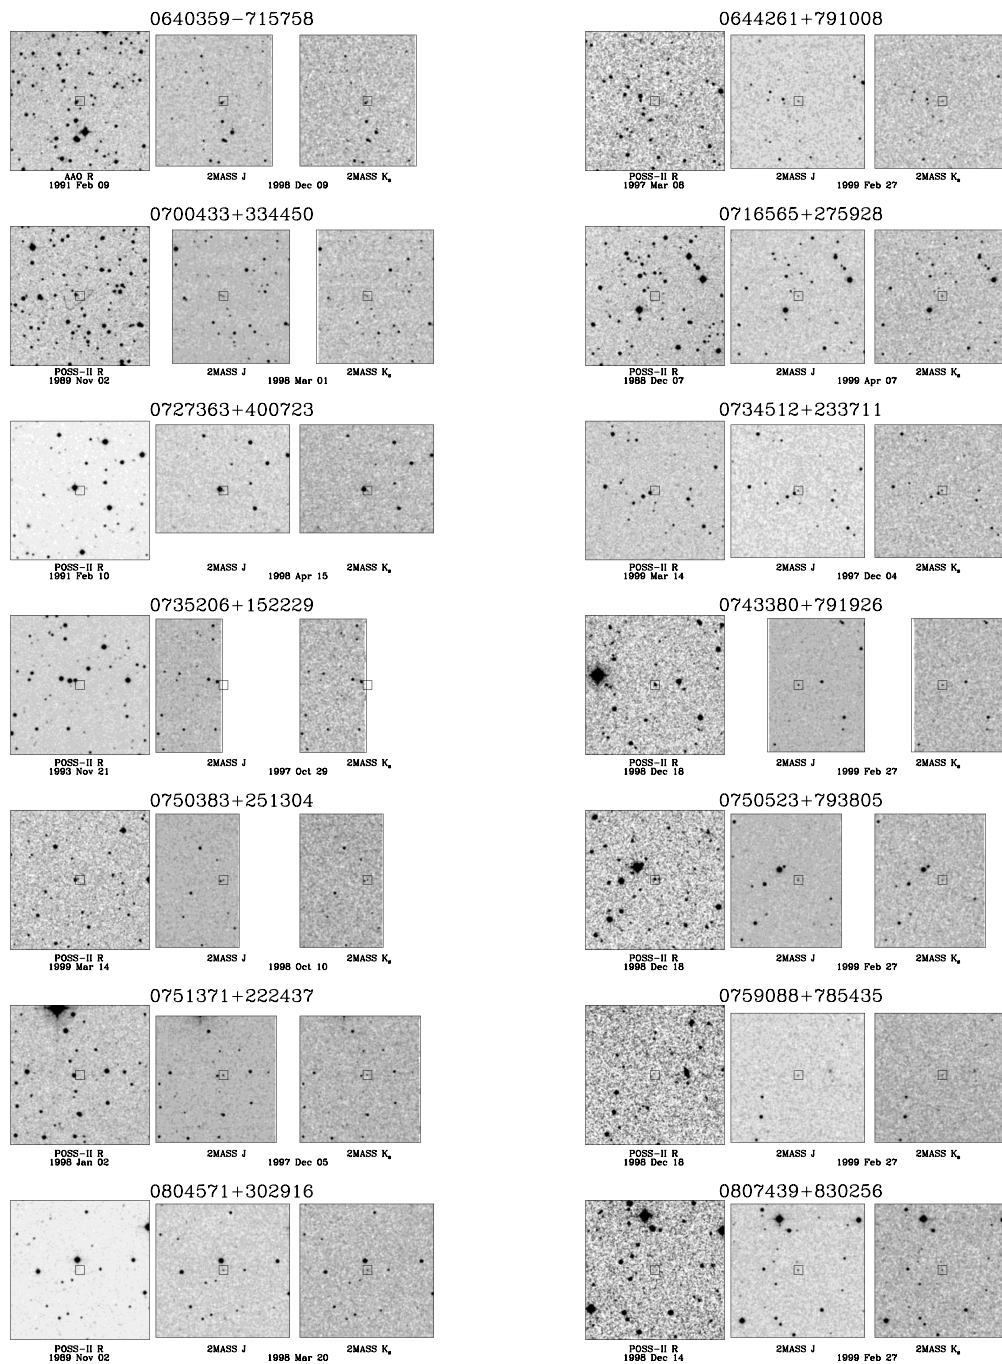 0640359−715758
AAO R
1991 Feb 09
2MASS J
1998 Dec 09
2MASS Ks
0644261+791008
POSS-II R
1997 Mar 08
2MASS J
1999 Feb 27
2MASS Ks
0700433+334450
POSS-II R
1989 Nov 02
2MASS J
1998 Mar 01
2MASS Ks
0716565+275928
POSS-II R
1988 Dec 07
2MASS J
1999 Apr 07
2MASS Ks
0727363+400723
POSS-II R
1991 Feb 10
2MASS J
1998 Apr 15
2MASS Ks
0734512+233711
POSS-II R
1999 Mar 14
2MASS J
1997 Dec 04
2MASS Ks
0735206+152229
POSS-II R
1993 Nov 21
2MASS J
1997 Oct 29
2MASS Ks
0743380+791926
POSS-II R
1998 Dec 18
2MASS J
1999 Feb 27
2MASS Ks
0750383+251304
POSS-II R
1999 Mar 14
2MASS J
1998 Oct 10
2MASS Ks
0750523+793805
POSS-II R
1998 Dec 18
2MASS J
1999 Feb 27
2MASS Ks
0751371+222437
POSS-II R
1998 Jan 02
2MASS J
1997 Dec 05
2MASS Ks
0759088+785435
POSS-II R
1998 Dec 18
2MASS J
1999 Feb 27
2MASS Ks
0804571+302916
POSS-II R
1989 Nov 02
2MASS J
1998 Mar 20
2MASS Ks
0807439+830256
POSS-II R
1998 Dec 14
2MASS J
1999 Feb 27
2MASS Ks